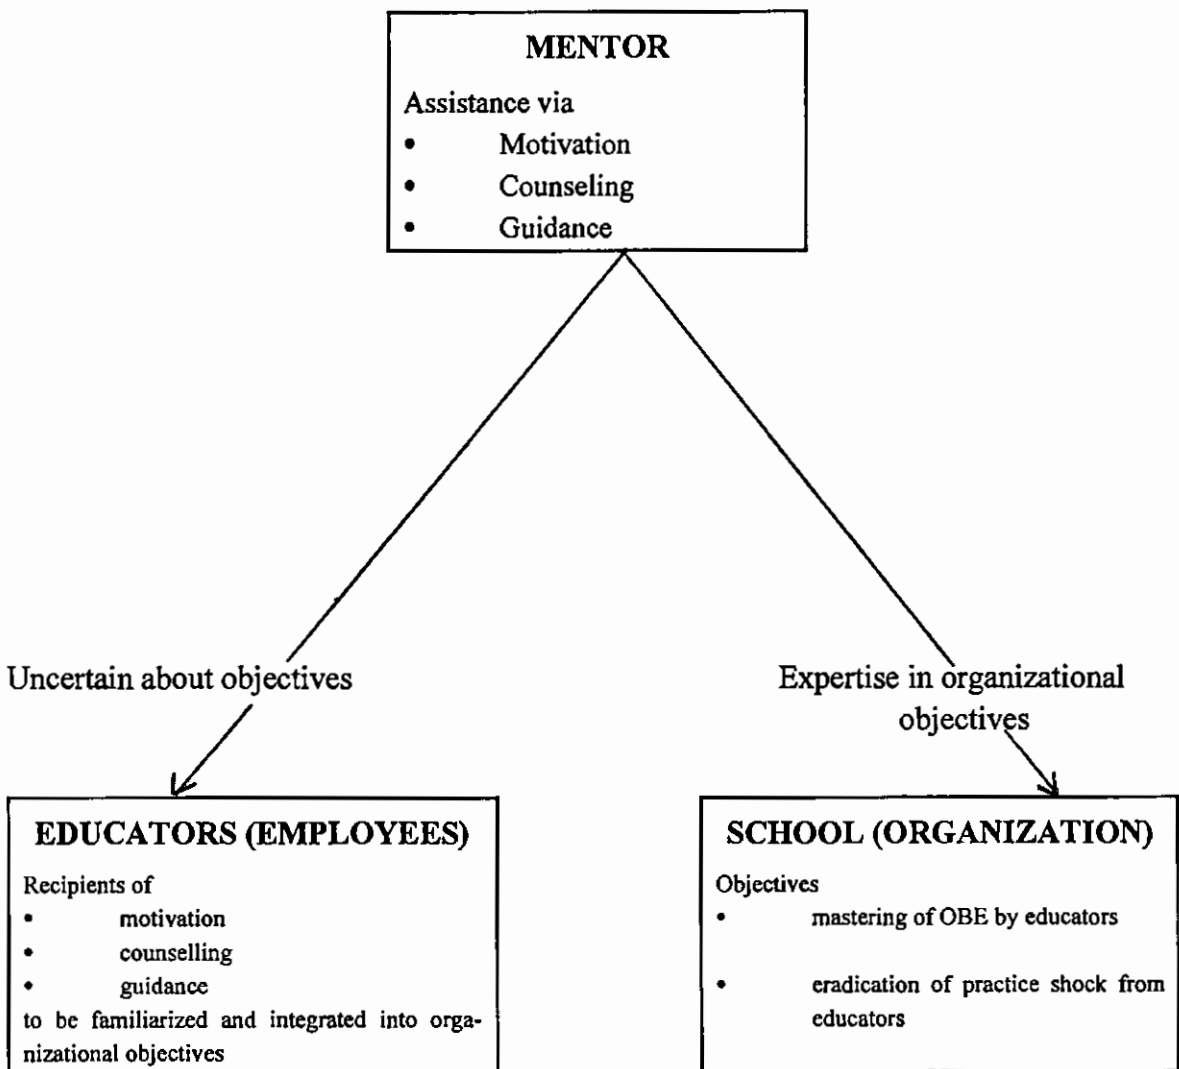 MENTOR
Assistance via
• Motivation
• Counseling
• Guidance
Uncertain about objectives
Expertise in organizational
objectives
EDUCATORS (EMPLOYEES)
Recipients of
• motivation
• counselling
• guidance
to be familiarized and integrated into orga-
nizational objectives
SCHOOL (ORGANIZATION)
Objectives
• mastering of OBE by educators
• eradication of practice shock from
educators